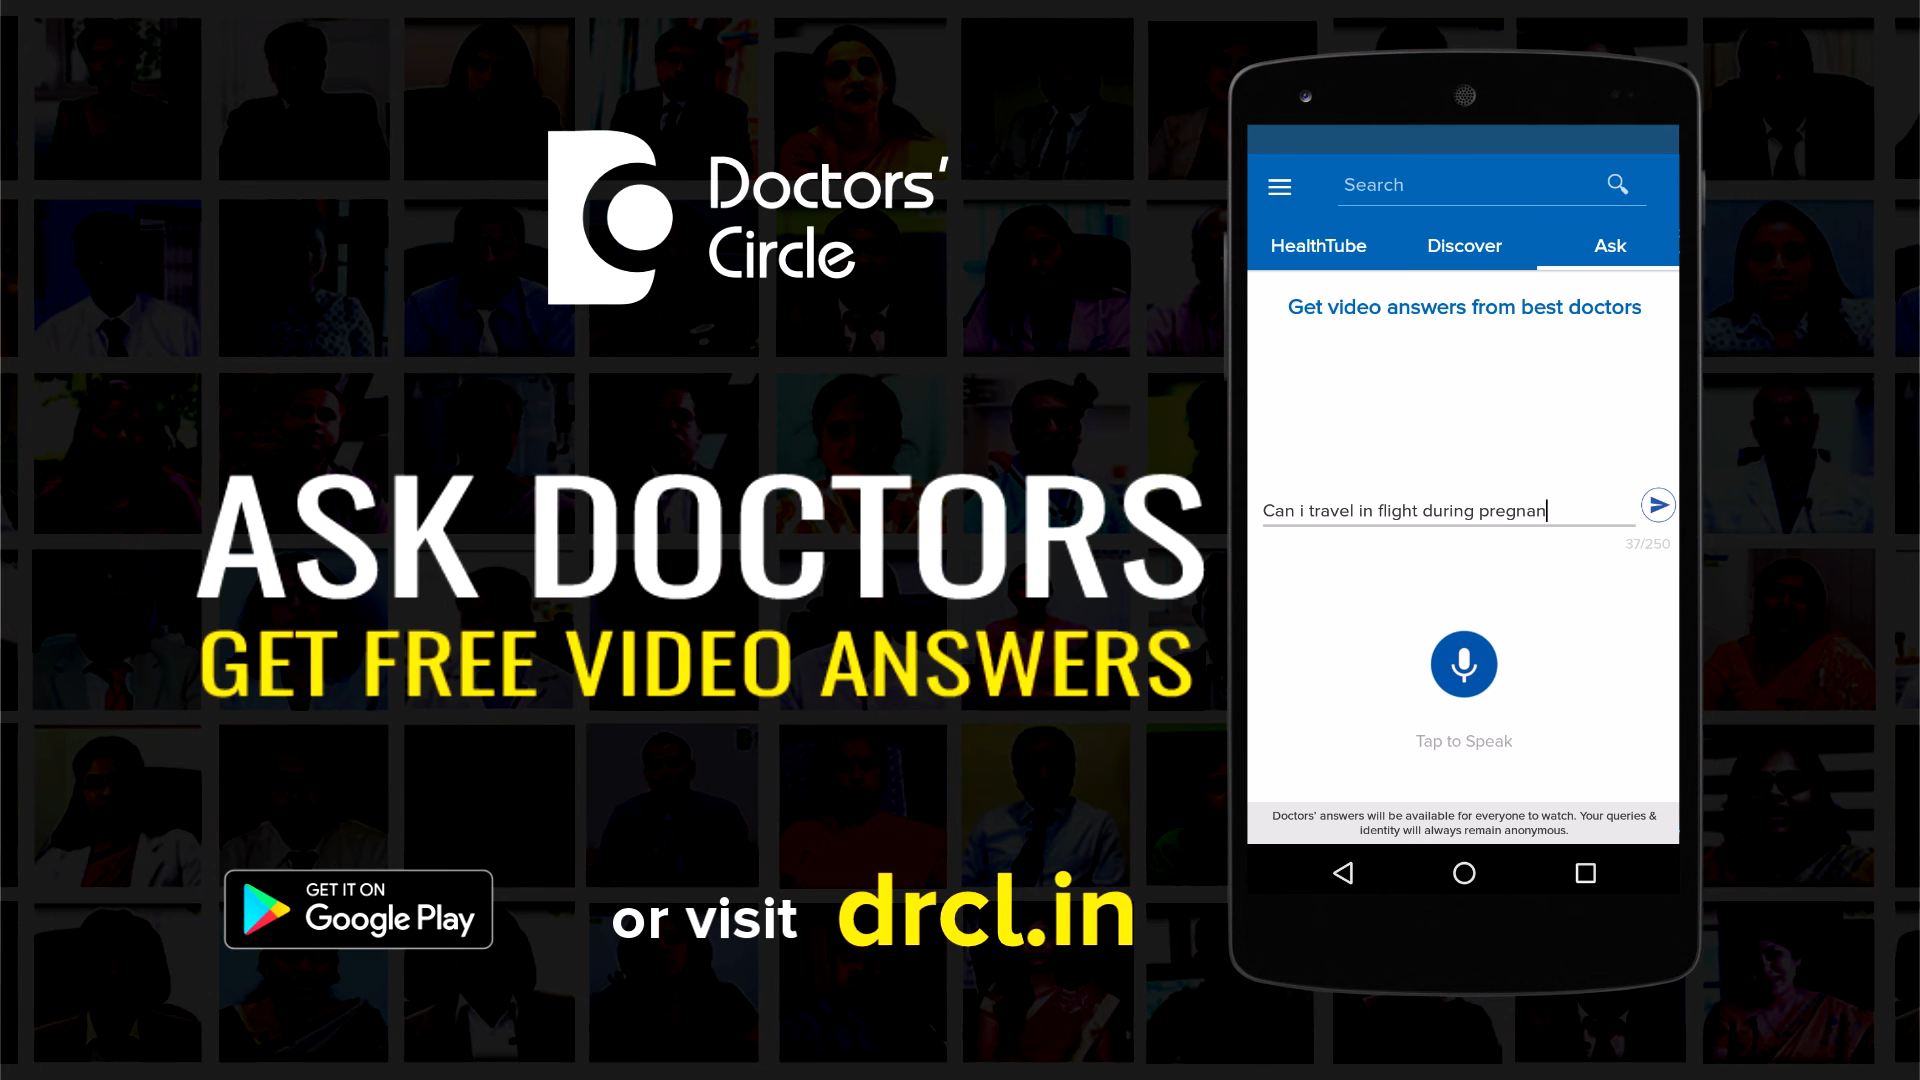 Doctors'
Circle
ASK DOCTORS
GET FREE VIDEO ANSWERS
GET IT ON
Google Play
or visit drcl.in
Search
HealthTube Discover Ask
Get video answers from best doctors
Can i travel in flight during pregnan
37/250
Tap to Speak
Doctors' answers will be available for everyone to watch. Your queries &
identity will always remain anonymous.